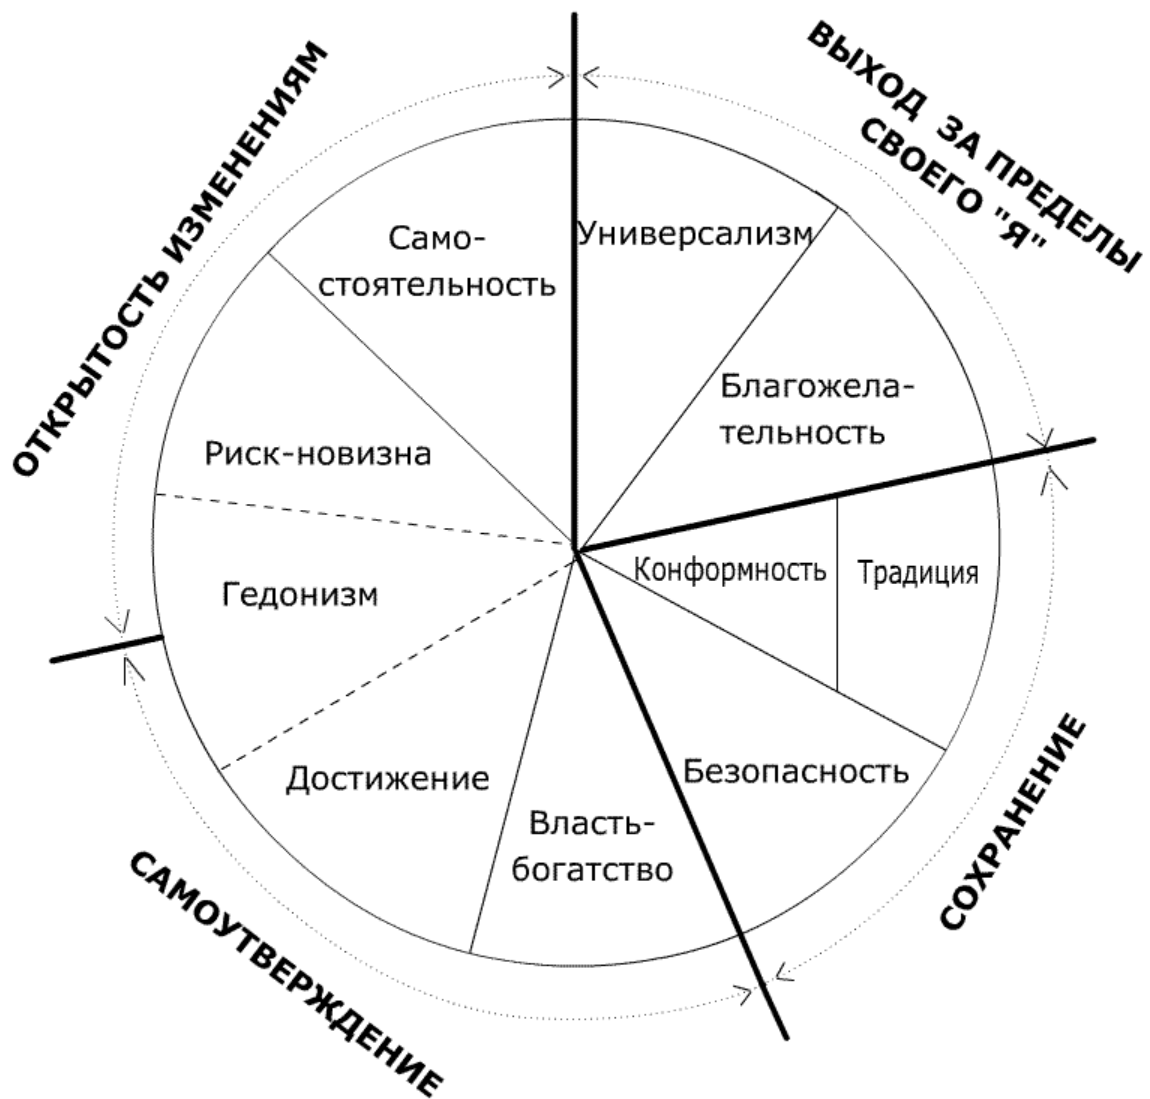 ВЫХОД ЗА ПРЕДЕЛЫ
СВОЕГО "Я"
ОТКРЫТОСТЬ ИЗМЕНЕНИЯМ
Само-
стоятельность
Универсализм
Благожела-
тельность
Риск-новизна
Конформность
Традиция
Гедонизм
Достижение
Власть-
богатство
Безопасность
СОХРАНЕНИЕ
САМОУТВЕРЖДЕНИЕ